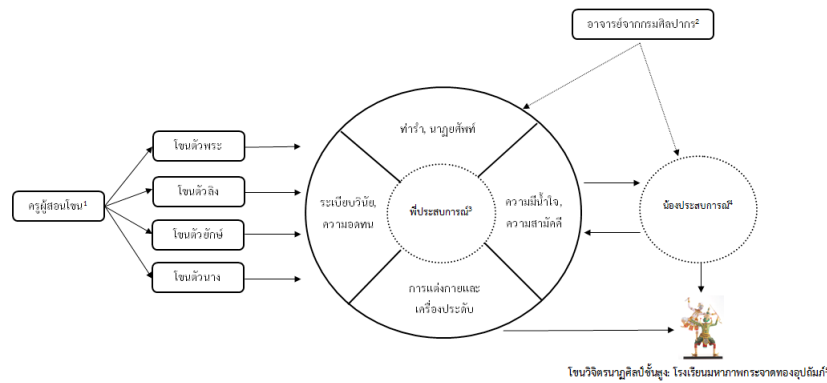 อาจารย์จากกรมศิลปากร²
ท่ารำ, นาฏยศัพท์
โขนตัวพระ
โขนตัวลิง
ครูผู้สอนโขน¹
ระเบียบวินัย,
ความอดทน
พี่ประสบการณ์³
ความมีน้ำใจ,
ความสามัคคี
น้องประสบการณ์⁴
โขนตัวยักษ์
โขนตัวนาง
การแต่งกายและ
เครื่องประดับ
โขนวิจิตรนาฏศิลป์ชั้นสูง: โรงเรียนมหาภาพกระจาดทองอุปถัมภ์